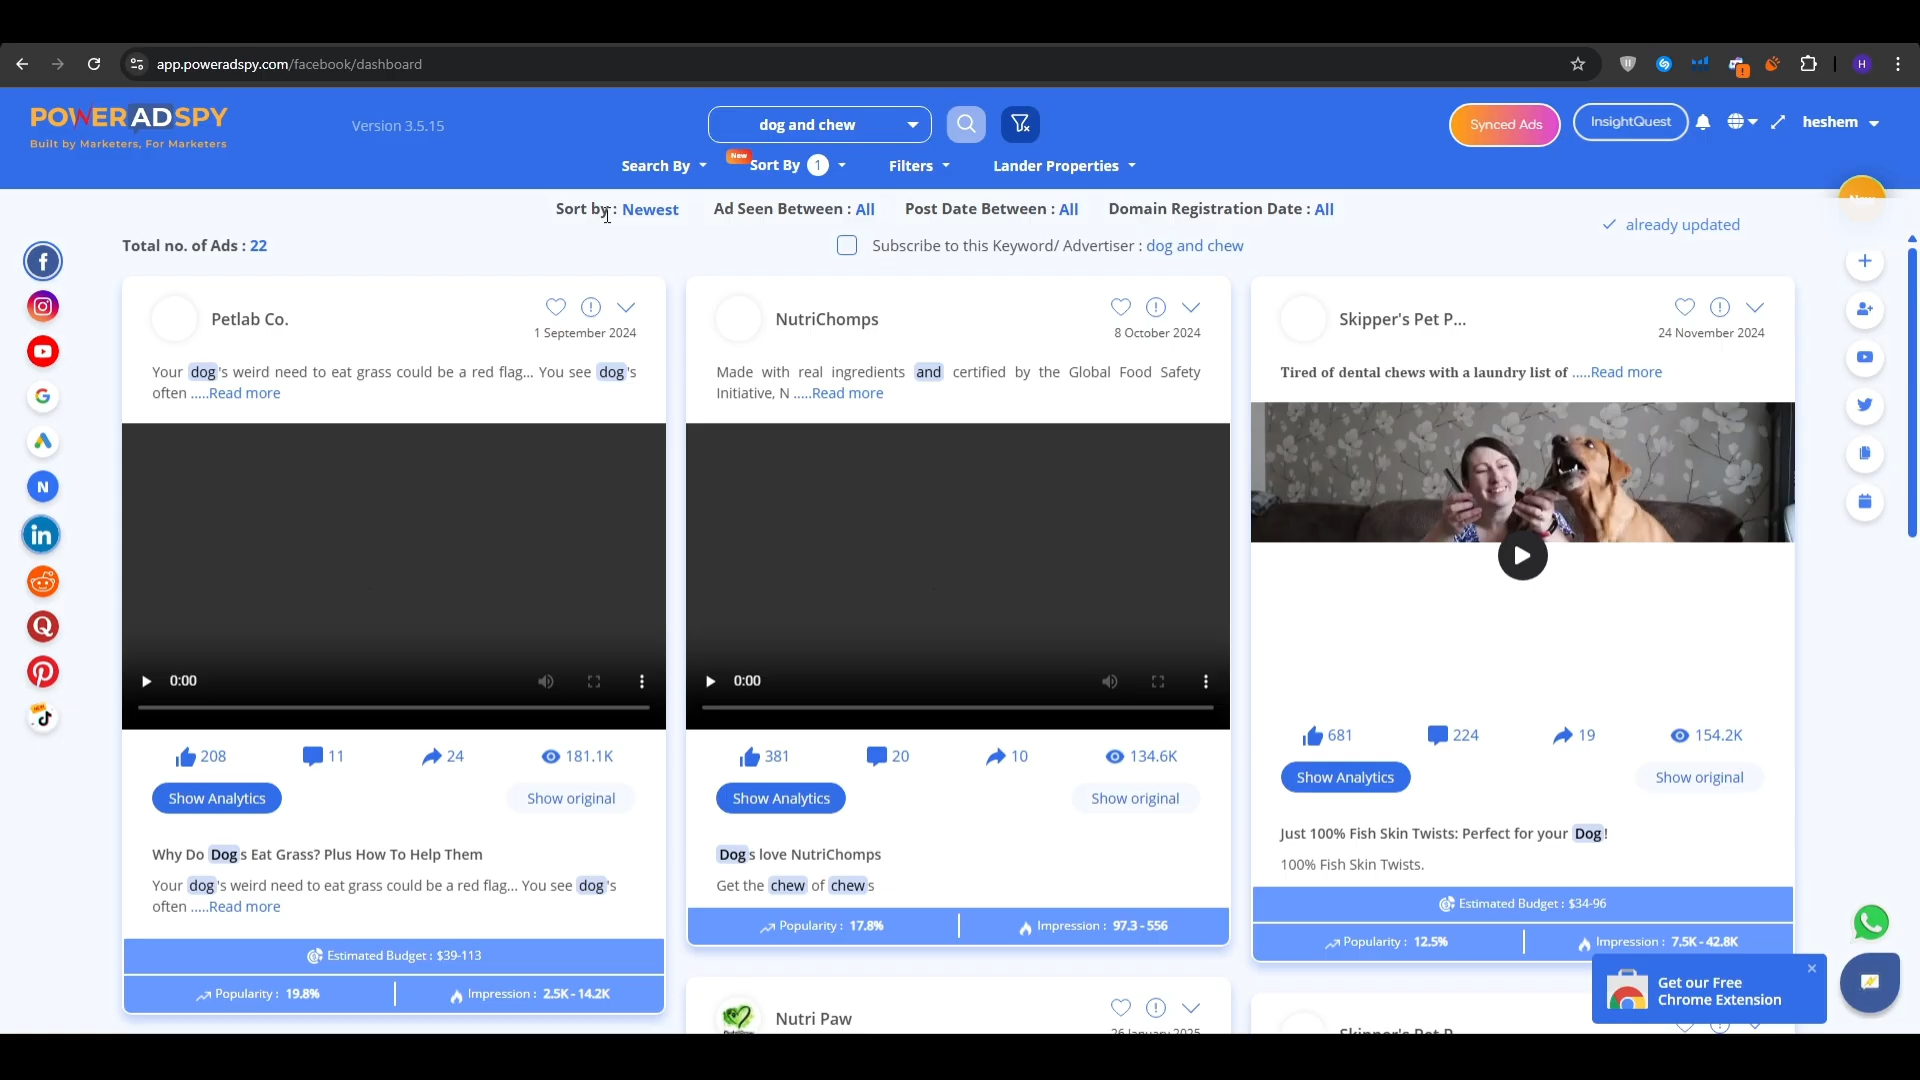 app.poweradspy.com/facebook/dashboard
H
POWERADSPY
Built by Marketers, For Marketers
Version 3.5.15
dog and chew
Synced Ads
InsightQuest
heshem
Search By
New
Sort By 1
Filters
Lander Properties
Sort by : Newest
Ad Seen Between : All
Post Date Between : All
Domain Registration Date : All
already updated
Total no. of Ads : 22
Subscribe to this Keyword/ Advertiser : dog and chew
Petlab Co.
1 September 2024
Your dog's weird need to eat grass could be a red flag... You see dog's
often .....Read more
0:00
208
11
24
181.1K
Show Analytics
Show original
Why Do Dogs Eat Grass? Plus How To Help Them
Your dog's weird need to eat grass could be a red flag... You see dog's
often .....Read more
Estimated Budget : $39-113
Popularity : 19.8%
Impression : 2.5K - 14.2K
NutriChomps
8 October 2024
Made with real ingredients and certified by the Global Food Safety
Initiative, N .....Read more
0:00
381
20
10
134.6K
Show Analytics
Show original
Dogs love NutriChomps
Get the chew of chews
Popularity : 17.8%
Impression : 97.3 - 556
Nutri Paw
26 January 2025
Skipper's Pet P...
24 November 2024
Tired of dental chews with a laundry list of .....Read more
681
224
19
154.2K
Show Analytics
Show original
Just 100% Fish Skin Twists: Perfect for your Dog!
100% Fish Skin Twists.
Estimated Budget : $34-96
Popularity : 12.5%
Impression : 7.5K - 42.8K
Skipper's Pet P
Get our Free
Chrome Extension